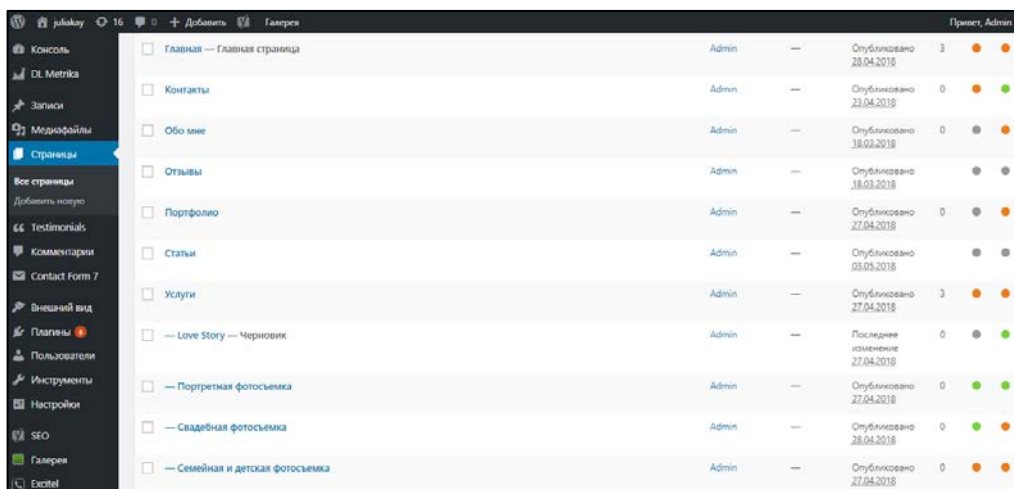 juliakay 16 0 Добавить Галерея Привет, Admin
Консоль
DL Metrika
Записи
Медиафайлы
Страницы
Все страницы
Добавить новую
Testimonials
Комментарии
Contact Form 7
Внешний вид
Плагины 8
Пользователи
Инструменты
Настройки
SEO
Галерея
Exctel
Главная — Главная страница Admin — Опубликовано 3
28.04.2018
Контакты Admin — Опубликовано 0
23.04.2018
Обо мне Admin — Опубликовано 0
18.03.2018
Отзывы Admin — Опубликовано
18.03.2018
Портфолио Admin — Опубликовано 0
27.04.2018
Статьи Admin — Опубликовано
03.05.2018
Услуги Admin — Опубликовано 3
27.04.2018
— Love Story — Черновик Admin — Последнее 0
изменение
27.04.2018
— Портретная фотосъемка Admin — Опубликовано 0
27.04.2018
— Свадебная фотосъемка Admin — Опубликовано 0
28.04.2018
— Семейная и детская фотосъемка Admin — Опубликовано 0
27.04.2018